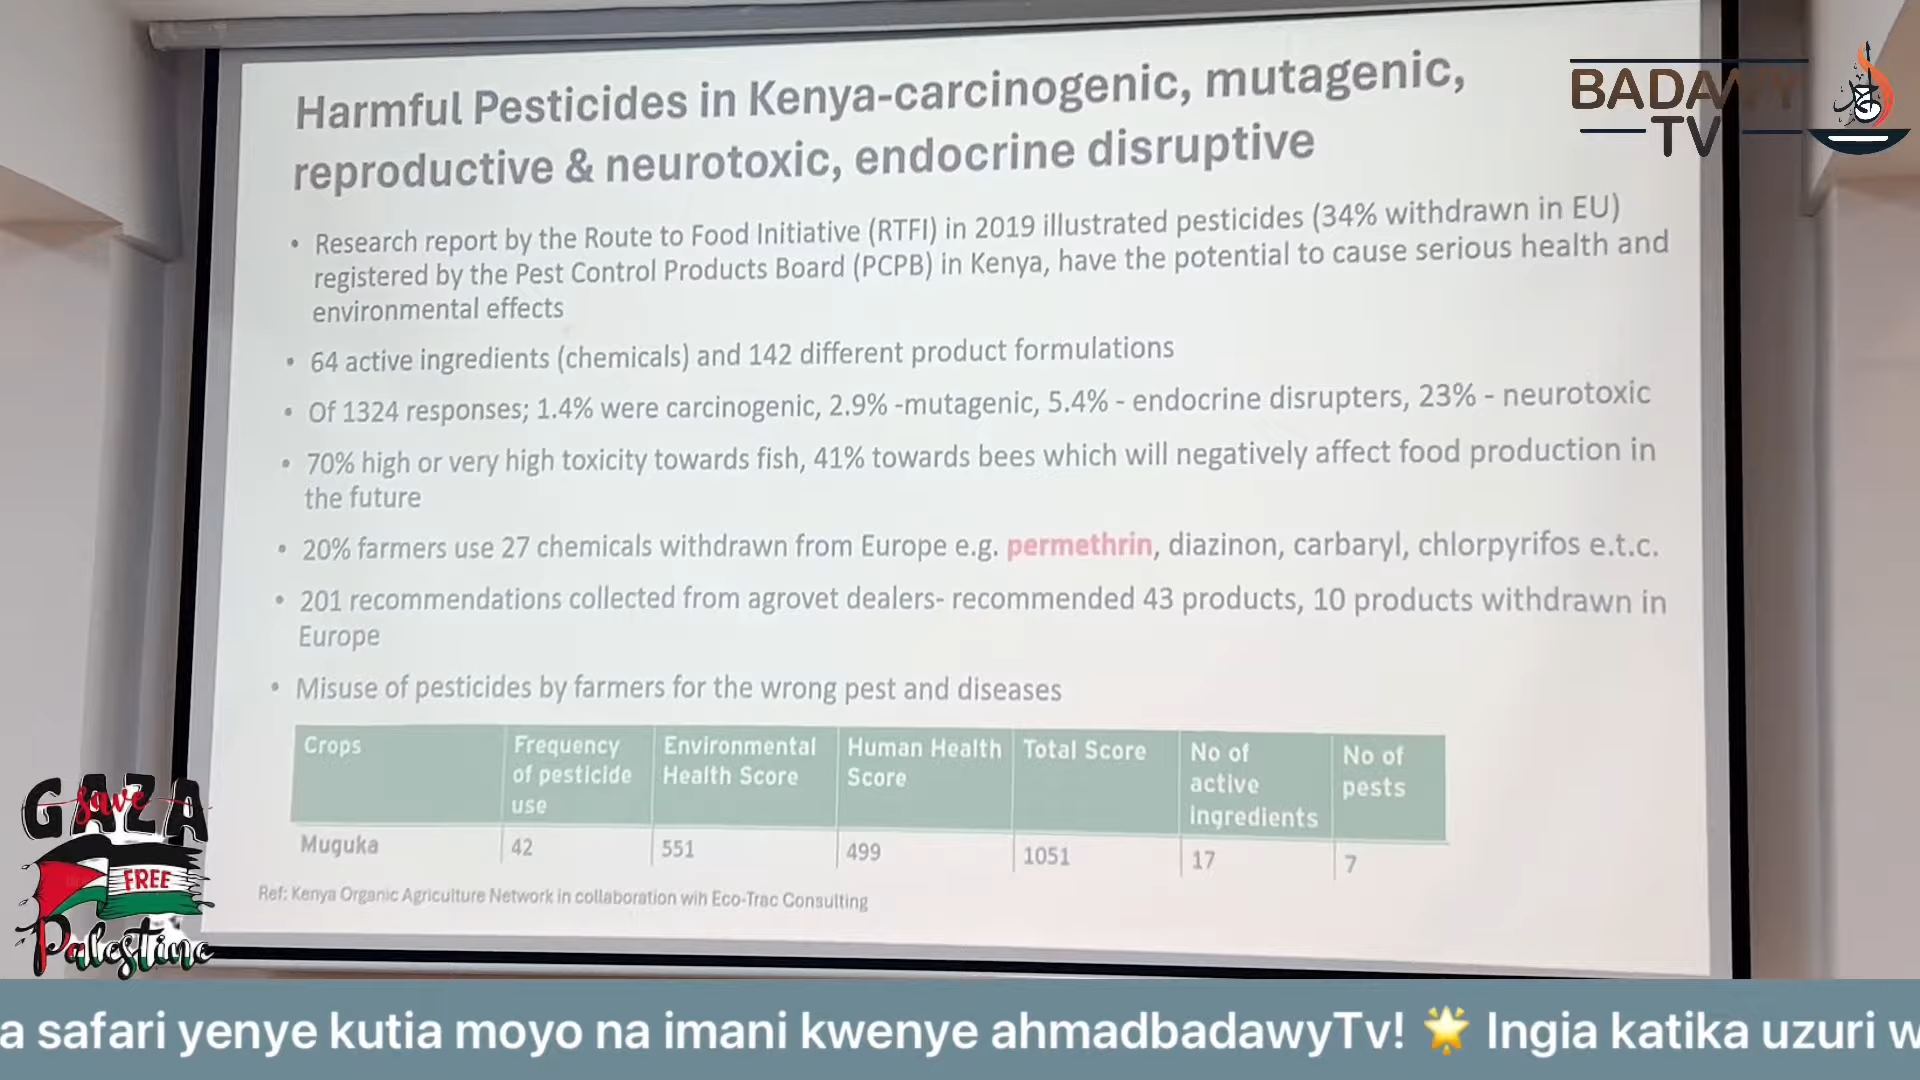 Harmful Pesticides in Kenya-carcinogenic, mutagenic,
reproductive & neurotoxic, endocrine disruptive
BADAWY
TV
• Research report by the Route to Food Initiative (RTFI) in 2019 illustrated pesticides (34% withdrawn in EU)
registered by the Pest Control Products Board (PCPB) in Kenya, have the potential to cause serious health and
environmental effects
• 64 active ingredients (chemicals) and 142 different product formulations
• Of 1324 responses; 1.4% were carcinogenic, 2.9% -mutagenic, 5.4% - endocrine disrupters, 23% - neurotoxic
• 70% high or very high toxicity towards fish, 41% towards bees which will negatively affect food production in
the future
• 20% farmers use 27 chemicals withdrawn from Europe e.g. permethrin, diazinon, carbaryl, chlorpyrifos e.t.c.
• 201 recommendations collected from agrovet dealers- recommended 43 products, 10 products withdrawn in
Europe
• Misuse of pesticides by farmers for the wrong pest and diseases
Crops
Frequency
of pesticide
use
Environmental
Health Score
Human Health
Score
Total Score
No of
active
Ingredients
No of
pests
Muguka 42 551 499 1051 17 7
Ref: Kenya Organic Agriculture Network in collaboration wih Eco-Trac Consulting
GAZA
save
FREE
Palestine
a safari yenye kutia moyo na imani kwenye ahmadbadawyTv! 🌟 Ingia katika uzuri w